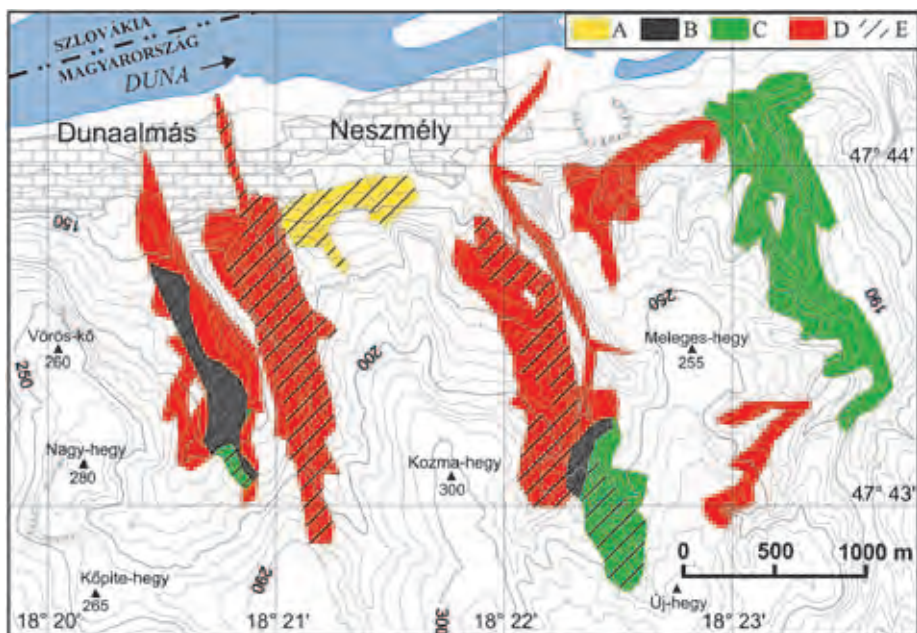 SZLOVÁKIA
MAGYARORSZÁG
DUNA
A B C D E
Dunaalmás
Neszmély
47° 44'
150
Vörös-kő
260
250
200
250
Meleges-hegy
255
190
Nagy-hegy
280
Kozma-hegy
300
47° 43'
0 500 1000 m
Kőpite-hegy
265
290
300
Új-hegy
18° 20'
18° 21'
18° 22'
18° 23'